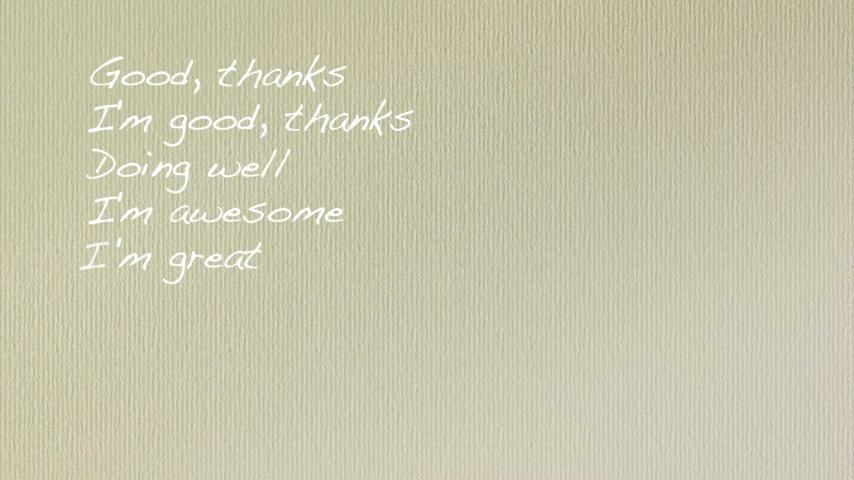 Good, thanks
I'm good, thanks
Doing well
I'm awesome
I'm great